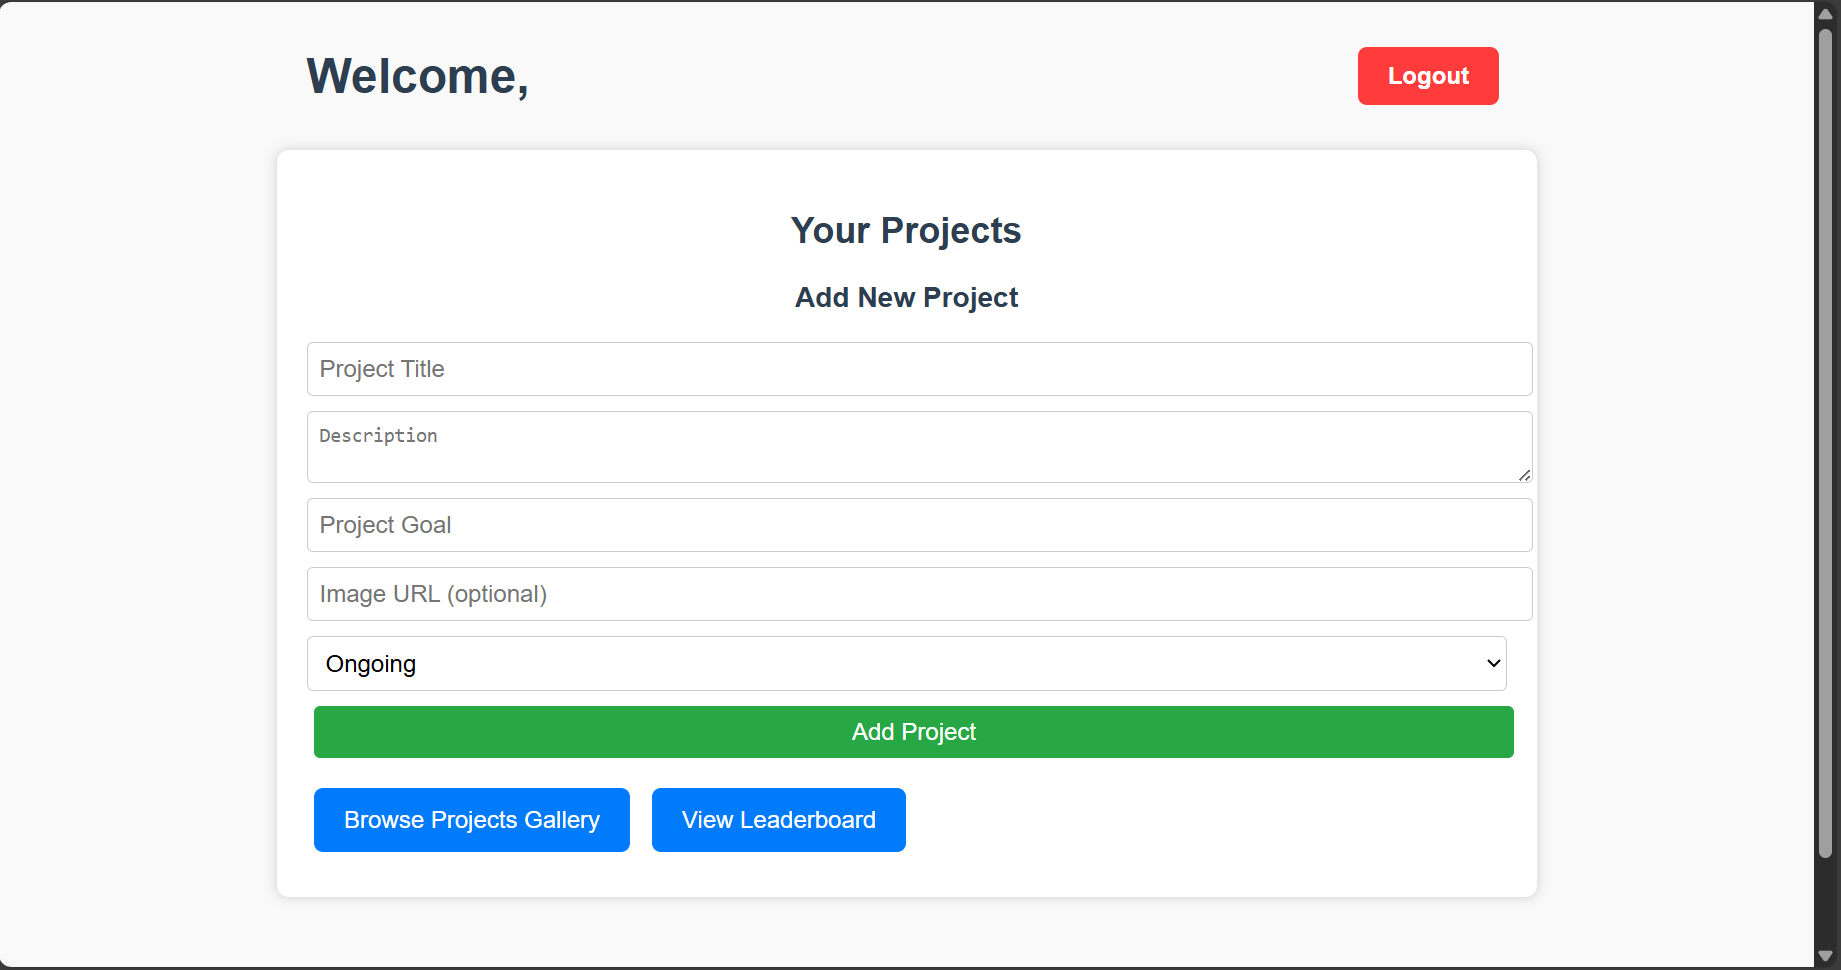 Welcome,
Logout
Your Projects
Add New Project
Project Title
Description
Project Goal
Image URL (optional)
Ongoing
Add Project
Browse Projects Gallery
View Leaderboard